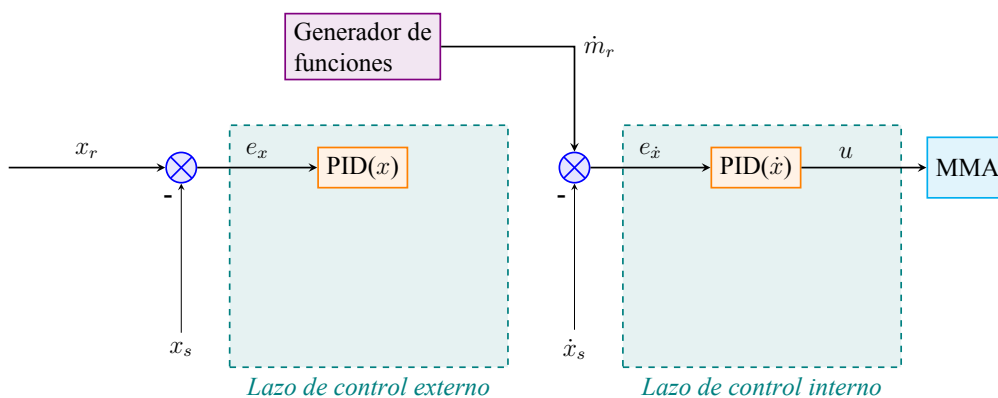 Generador de
funciones
ṁ_r
x_r
e_x
PID(x)
e_ẋ
PID(ẋ)
u
MMA
-
-
x_s
ẋ_s
Lazo de control externo
Lazo de control interno